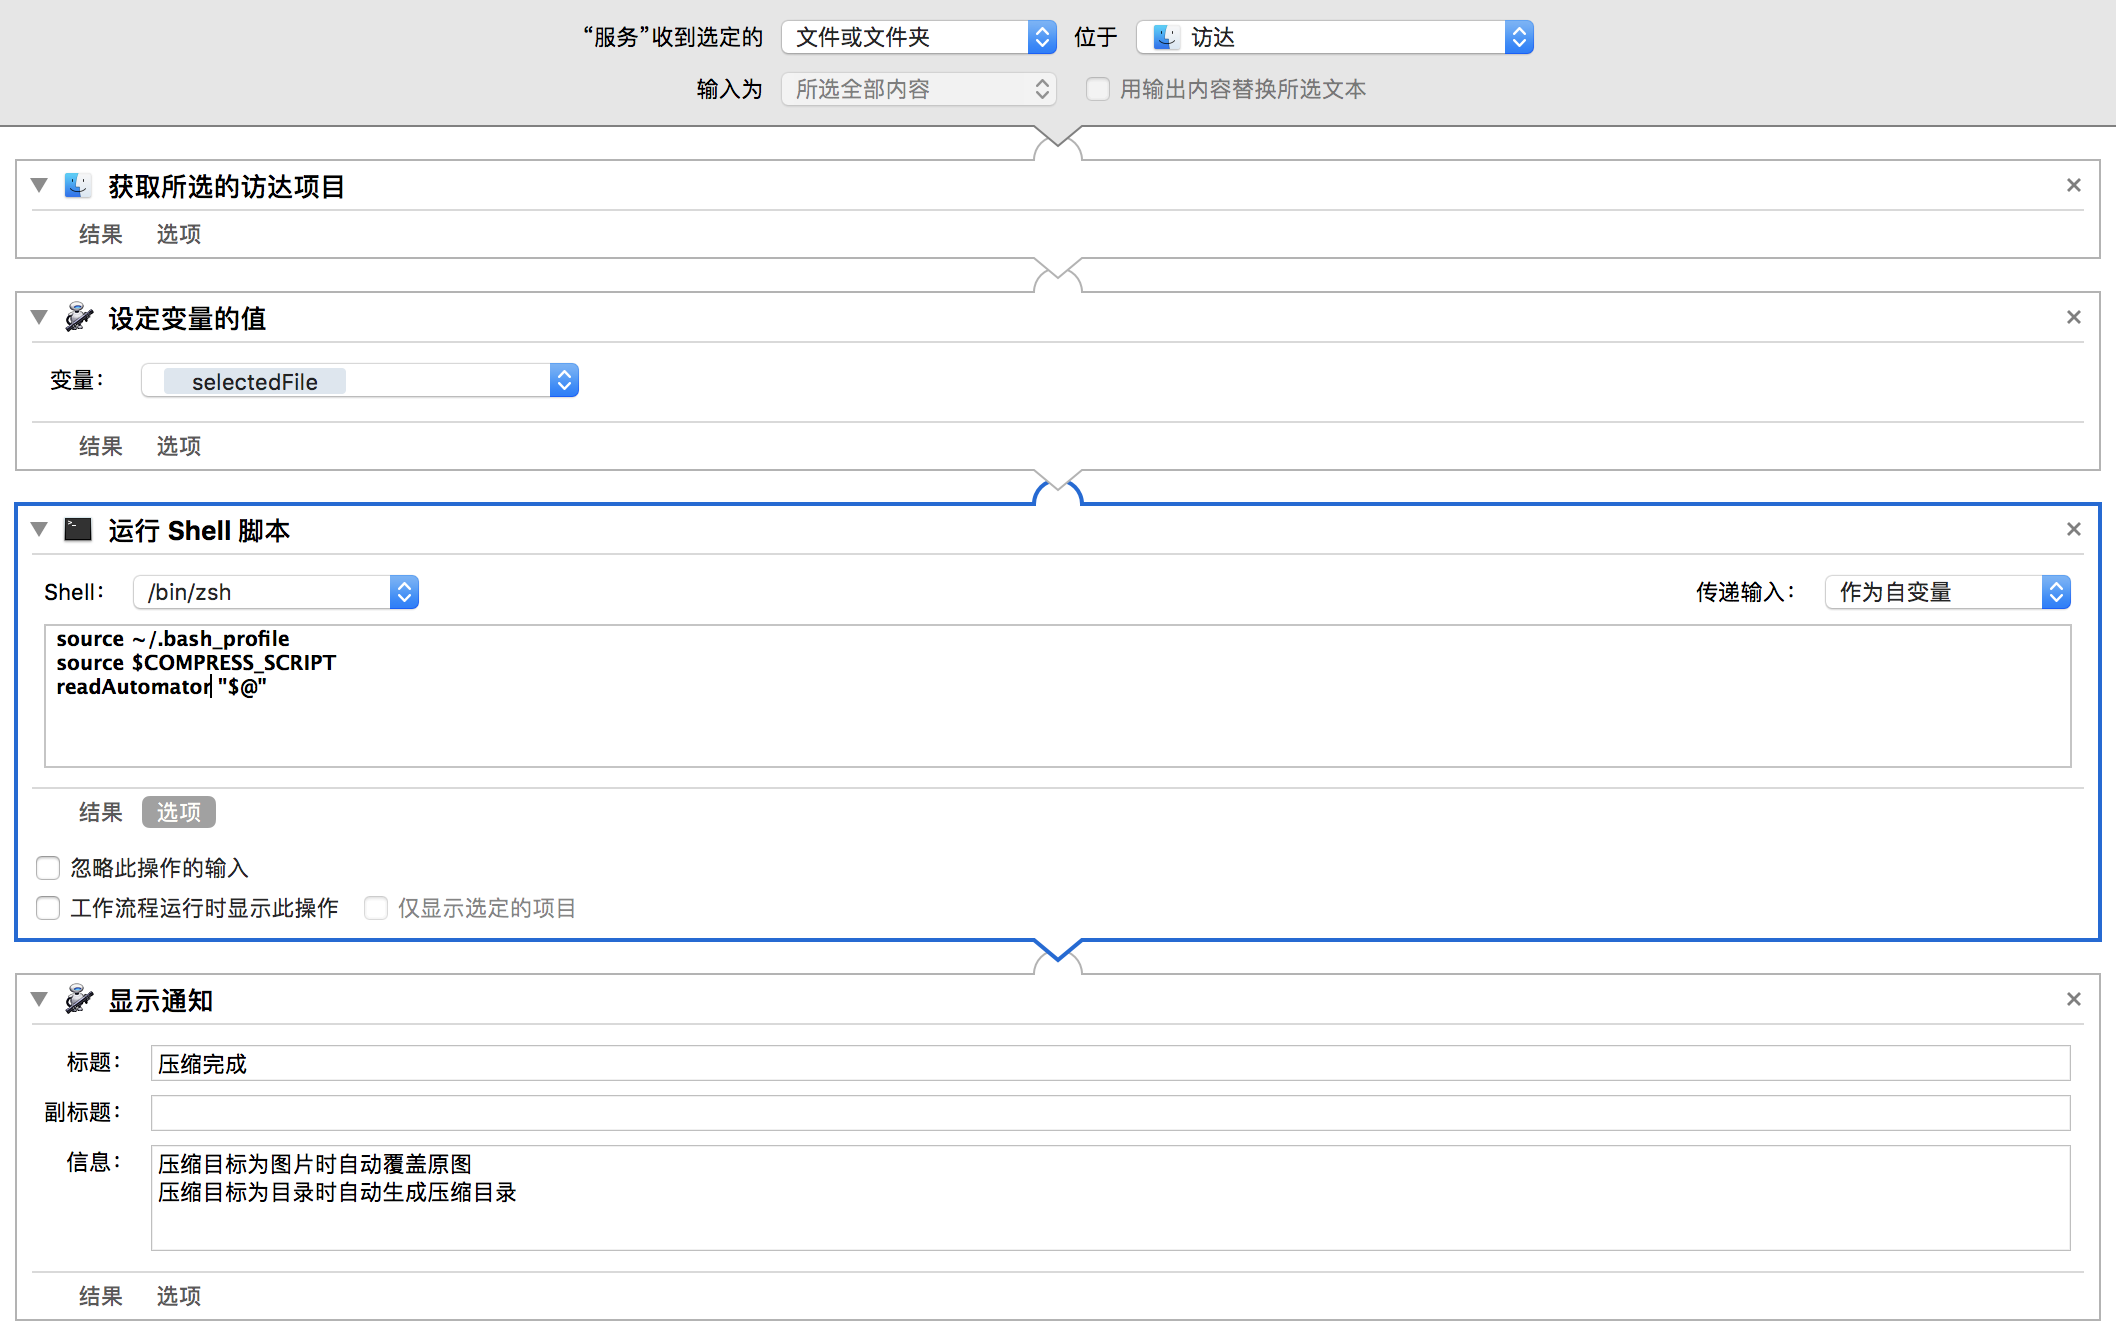 “服务”收到选定的 文件或文件夹 位于 访达
输入为 所选全部内容 用输出内容替换所选文本
获取所选的访达项目
结果 选项
设定变量的值
变量： selectedFile
结果 选项
运行 Shell 脚本
Shell： /bin/zsh 传递输入： 作为自变量
source ~/.bash_profile
source $COMPRESS_SCRIPT
readAutomator "$@"
结果 选项
忽略此操作的输入
工作流程运行时显示此操作 仅显示选定的项目
显示通知
标题： 压缩完成
副标题：
信息： 压缩目标为图片时自动覆盖原图
压缩目标为目录时自动生成压缩目录
结果 选项